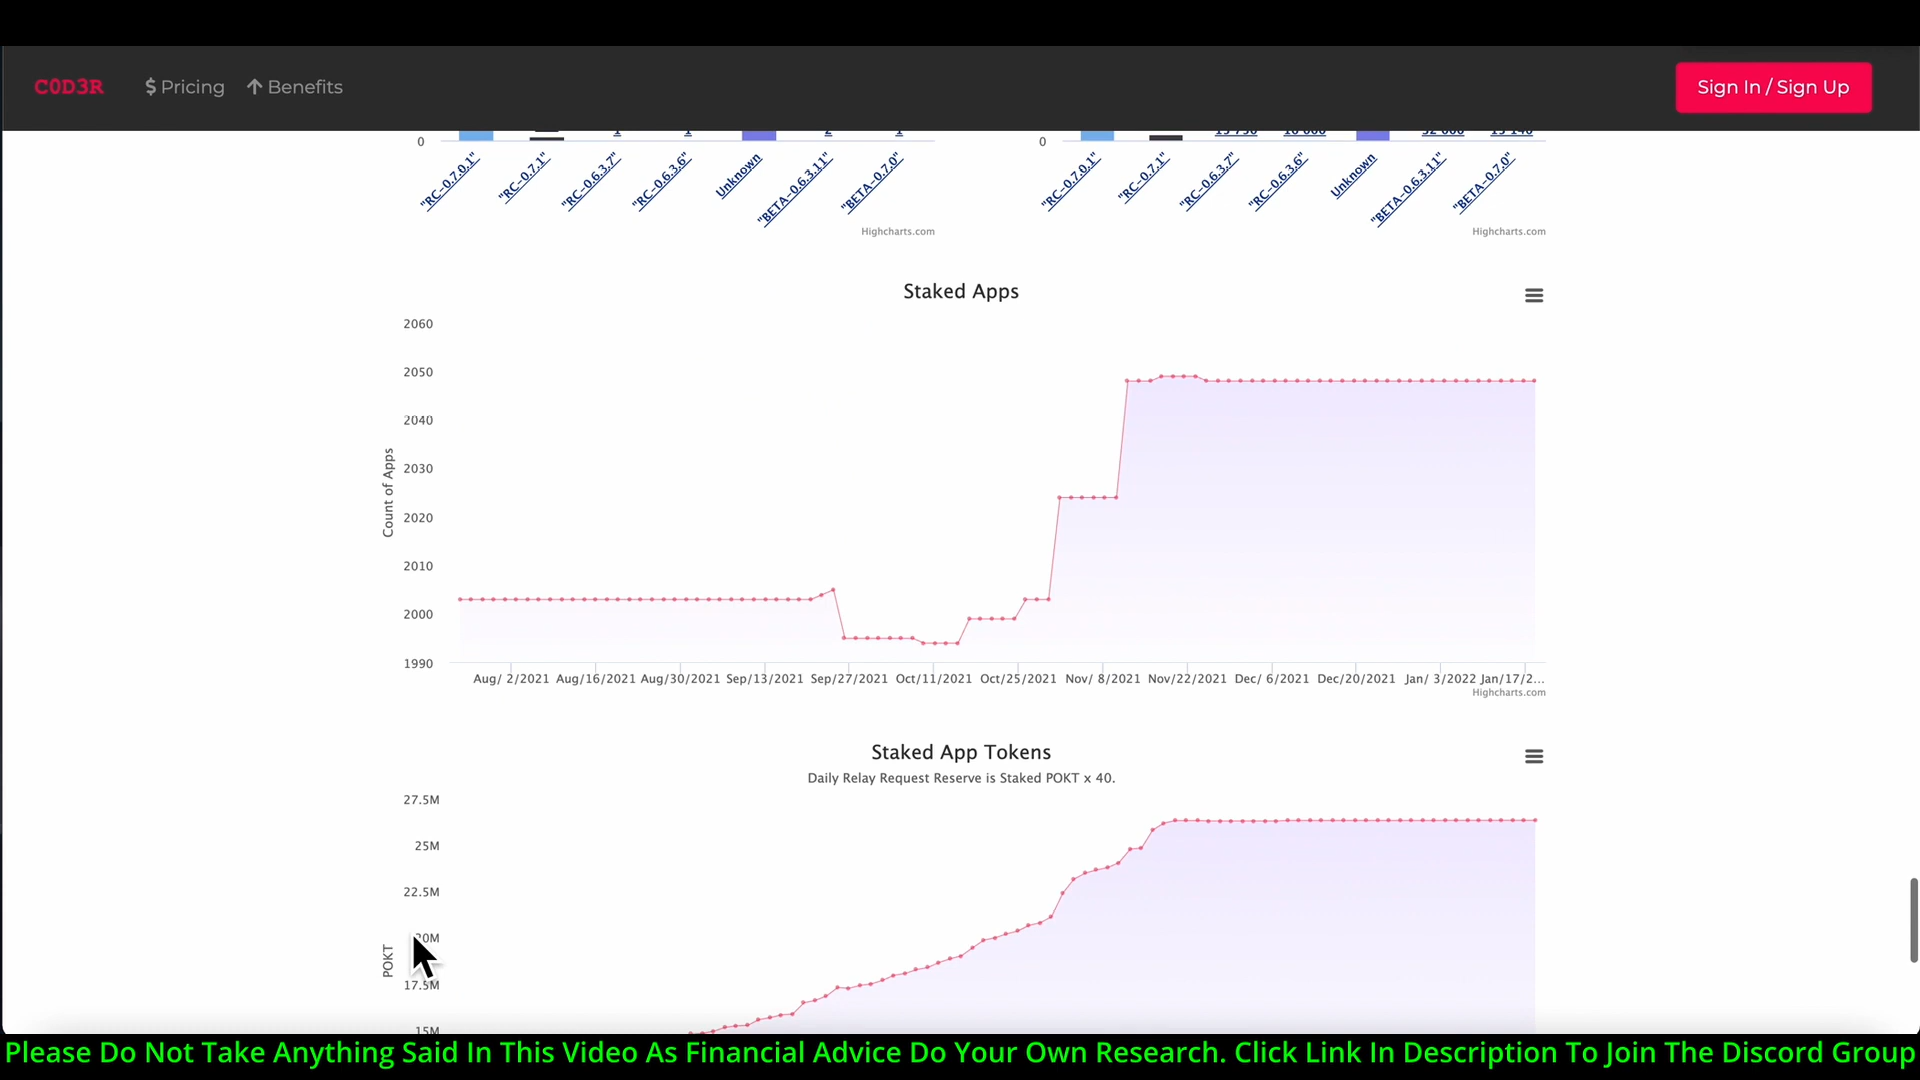 C0D3R
$ Pricing
Benefits
Sign In / Sign Up
0
"RC-0.7.0.1"
"RC-0.7.1"
"RC-0.6.3.7"
"RC-0.6.3.6"
Unknown
"BETA-0.6.3.11"
"BETA-0.7.0"
Highcharts.com
0
"RC-0.7.0.1"
"RC-0.7.1"
"RC-0.6.3.7"
"RC-0.6.3.6"
Unknown
"BETA-0.6.3.11"
"BETA-0.7.0"
Highcharts.com
Staked Apps
Count of Apps
2060
2050
2040
2030
2020
2010
2000
1990
Aug/ 2/2021 Aug/16/2021 Aug/30/2021 Sep/13/2021 Sep/27/2021 Oct/11/2021 Oct/25/2021 Nov/ 8/2021 Nov/22/2021 Dec/ 6/2021 Dec/20/2021 Jan/ 3/2022 Jan/17/2...
Highcharts.com
Staked App Tokens
Daily Relay Request Reserve is Staked POKT x 40.
POKT
27.5M
25M
22.5M
17.5M
15M
Please Do Not Take Anything Said In This Video As Financial Advice Do Your Own Research. Click Link In Description To Join The Discord Group